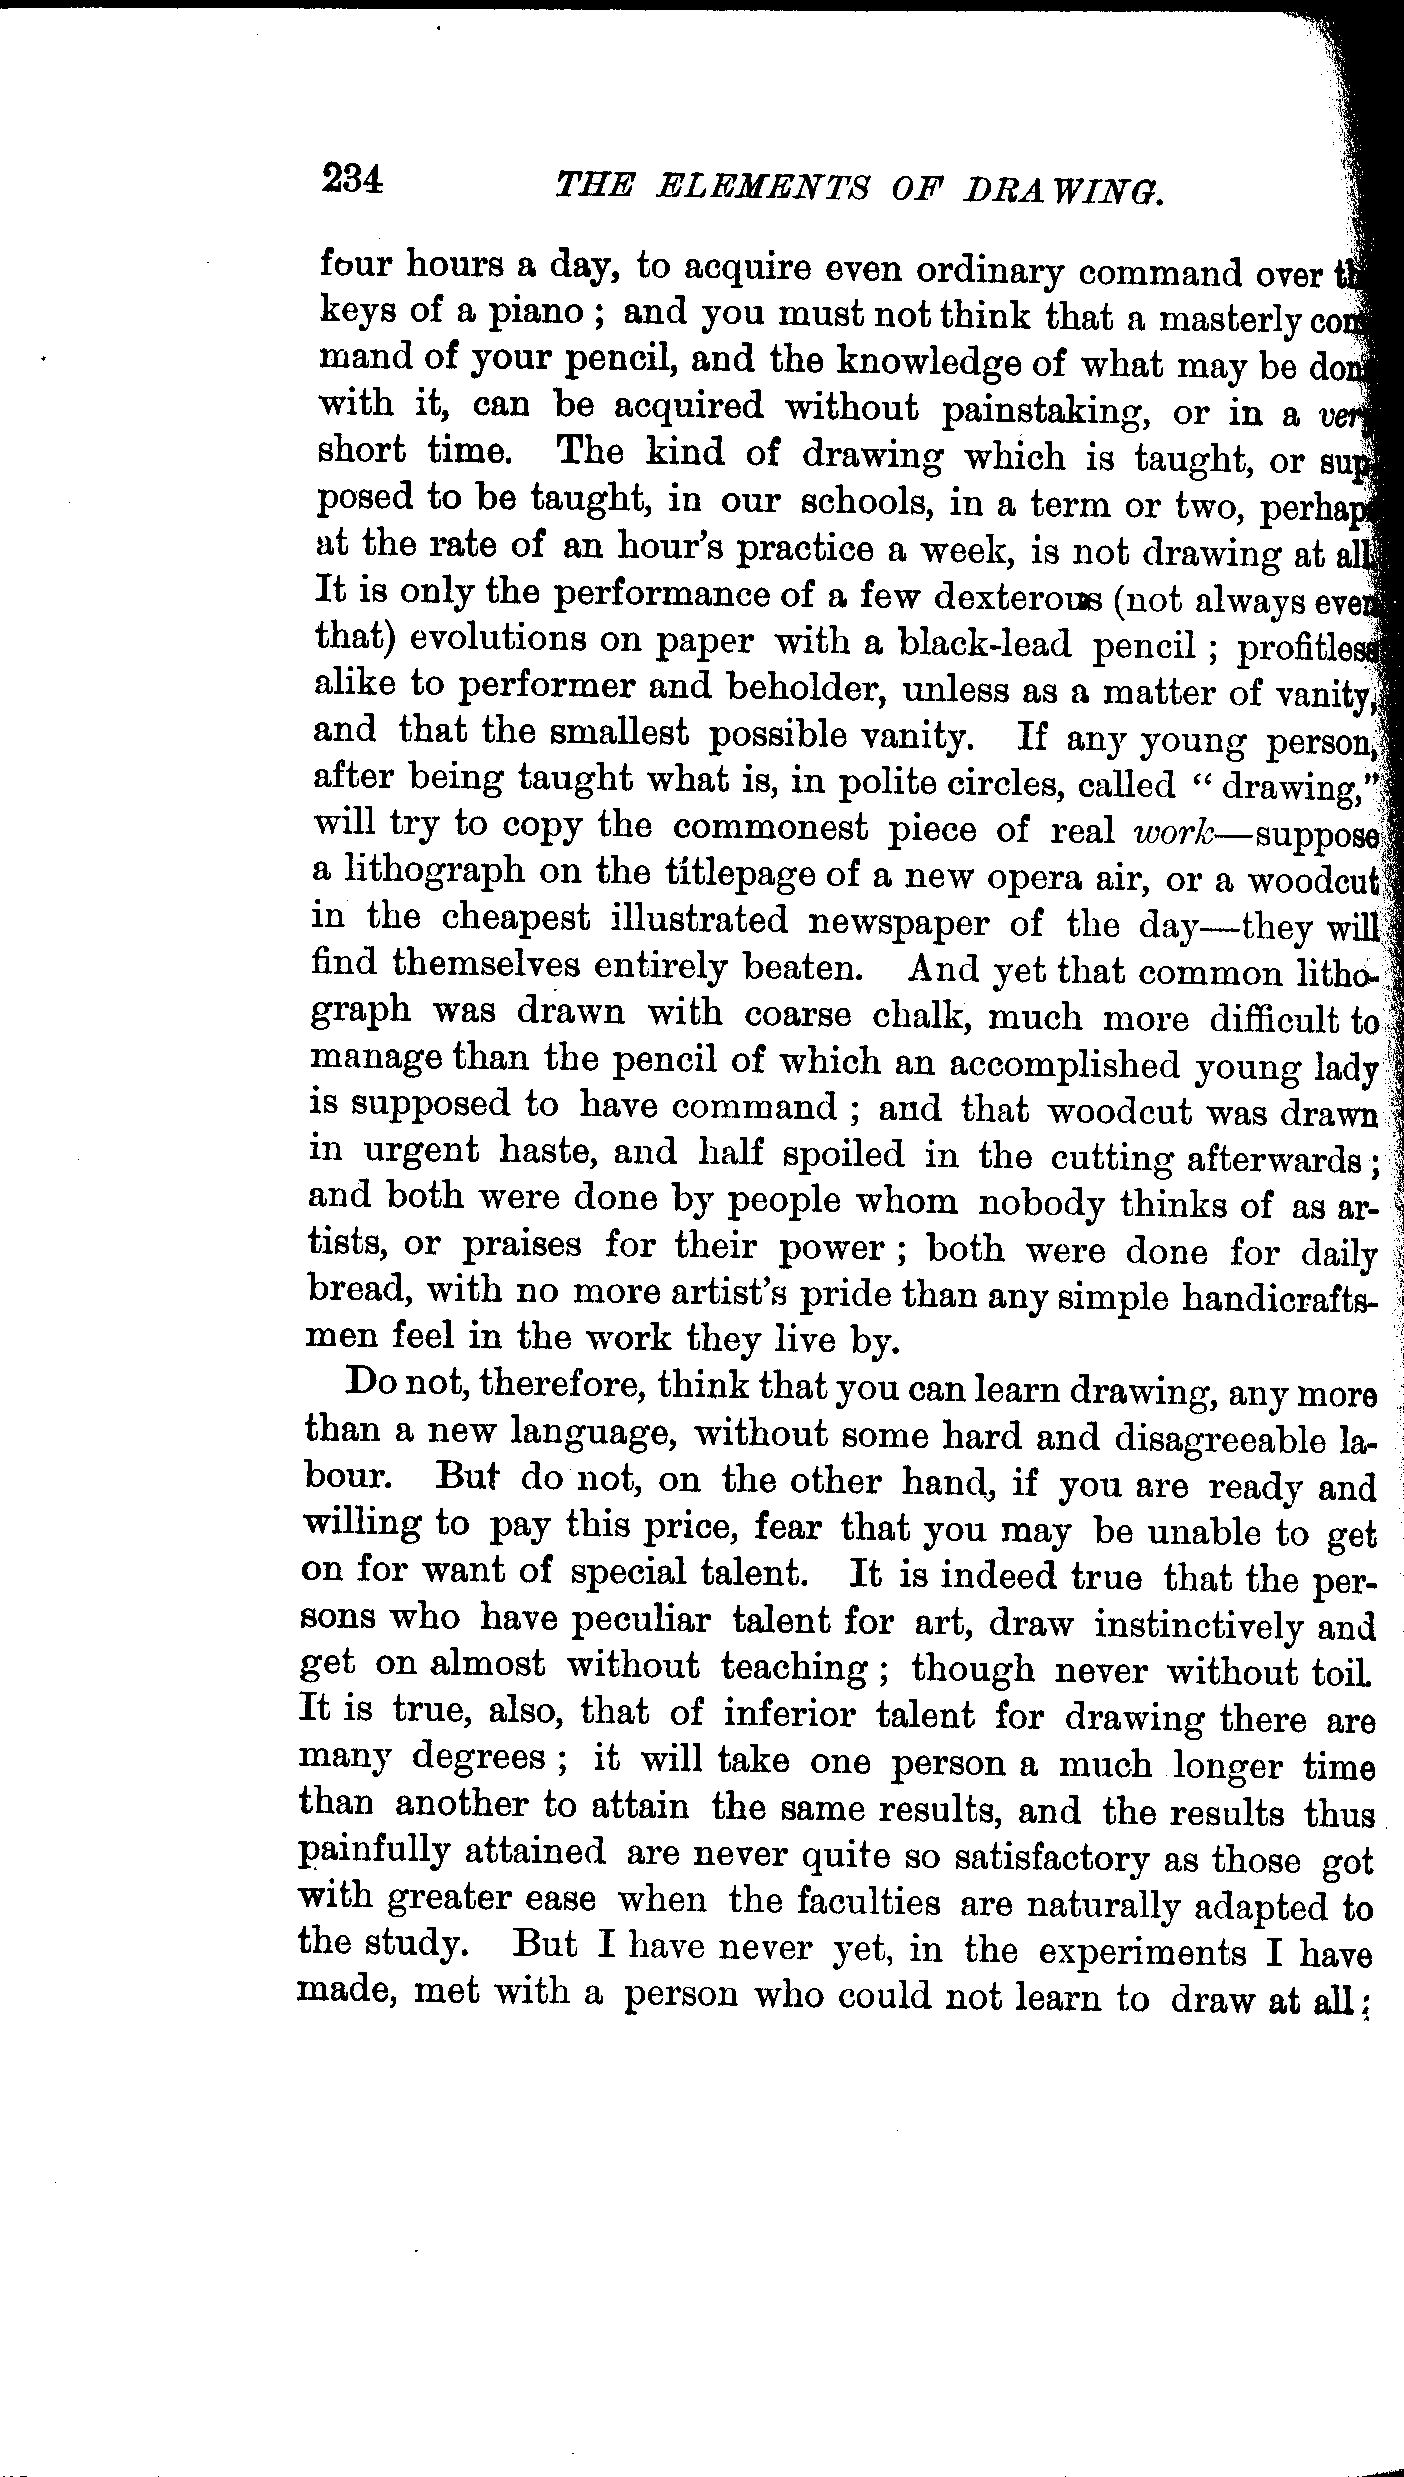 234 THE ELEMENTS OF DRAWING.
four hours a day, to acquire even ordinary command over the
keys of a piano ; and you must not think that a masterly com-
mand of your pencil, and the knowledge of what may be done
with it, can be acquired without painstaking, or in a very
short time. The kind of drawing which is taught, or sup-
posed to be taught, in our schools, in a term or two, perhaps
at the rate of an hour's practice a week, is not drawing at all.
It is only the performance of a few dexterous (not always even
that) evolutions on paper with a black-lead pencil ; profitless
alike to performer and beholder, unless as a matter of vanity,
and that the smallest possible vanity. If any young person,
after being taught what is, in polite circles, called " drawing,"
will try to copy the commonest piece of real work—suppose
a lithograph on the titlepage of a new opera air, or a woodcut
in the cheapest illustrated newspaper of the day—they will
find themselves entirely beaten. And yet that common litho-
graph was drawn with coarse chalk, much more difficult to
manage than the pencil of which an accomplished young lady
is supposed to have command ; and that woodcut was drawn
in urgent haste, and half spoiled in the cutting afterwards ;
and both were done by people whom nobody thinks of as ar-
tists, or praises for their power ; both were done for daily
bread, with no more artist's pride than any simple handicrafts-
men feel in the work they live by.
Do not, therefore, think that you can learn drawing, any more
than a new language, without some hard and disagreeable la-
bour. But do not, on the other hand, if you are ready and
willing to pay this price, fear that you may be unable to get
on for want of special talent. It is indeed true that the per-
sons who have peculiar talent for art, draw instinctively and
get on almost without teaching ; though never without toil.
It is true, also, that of inferior talent for drawing there are
many degrees ; it will take one person a much longer time
than another to attain the same results, and the results thus
painfully attained are never quite so satisfactory as those got
with greater ease when the faculties are naturally adapted to
the study. But I have never yet, in the experiments I have
made, met with a person who could not learn to draw at all ;